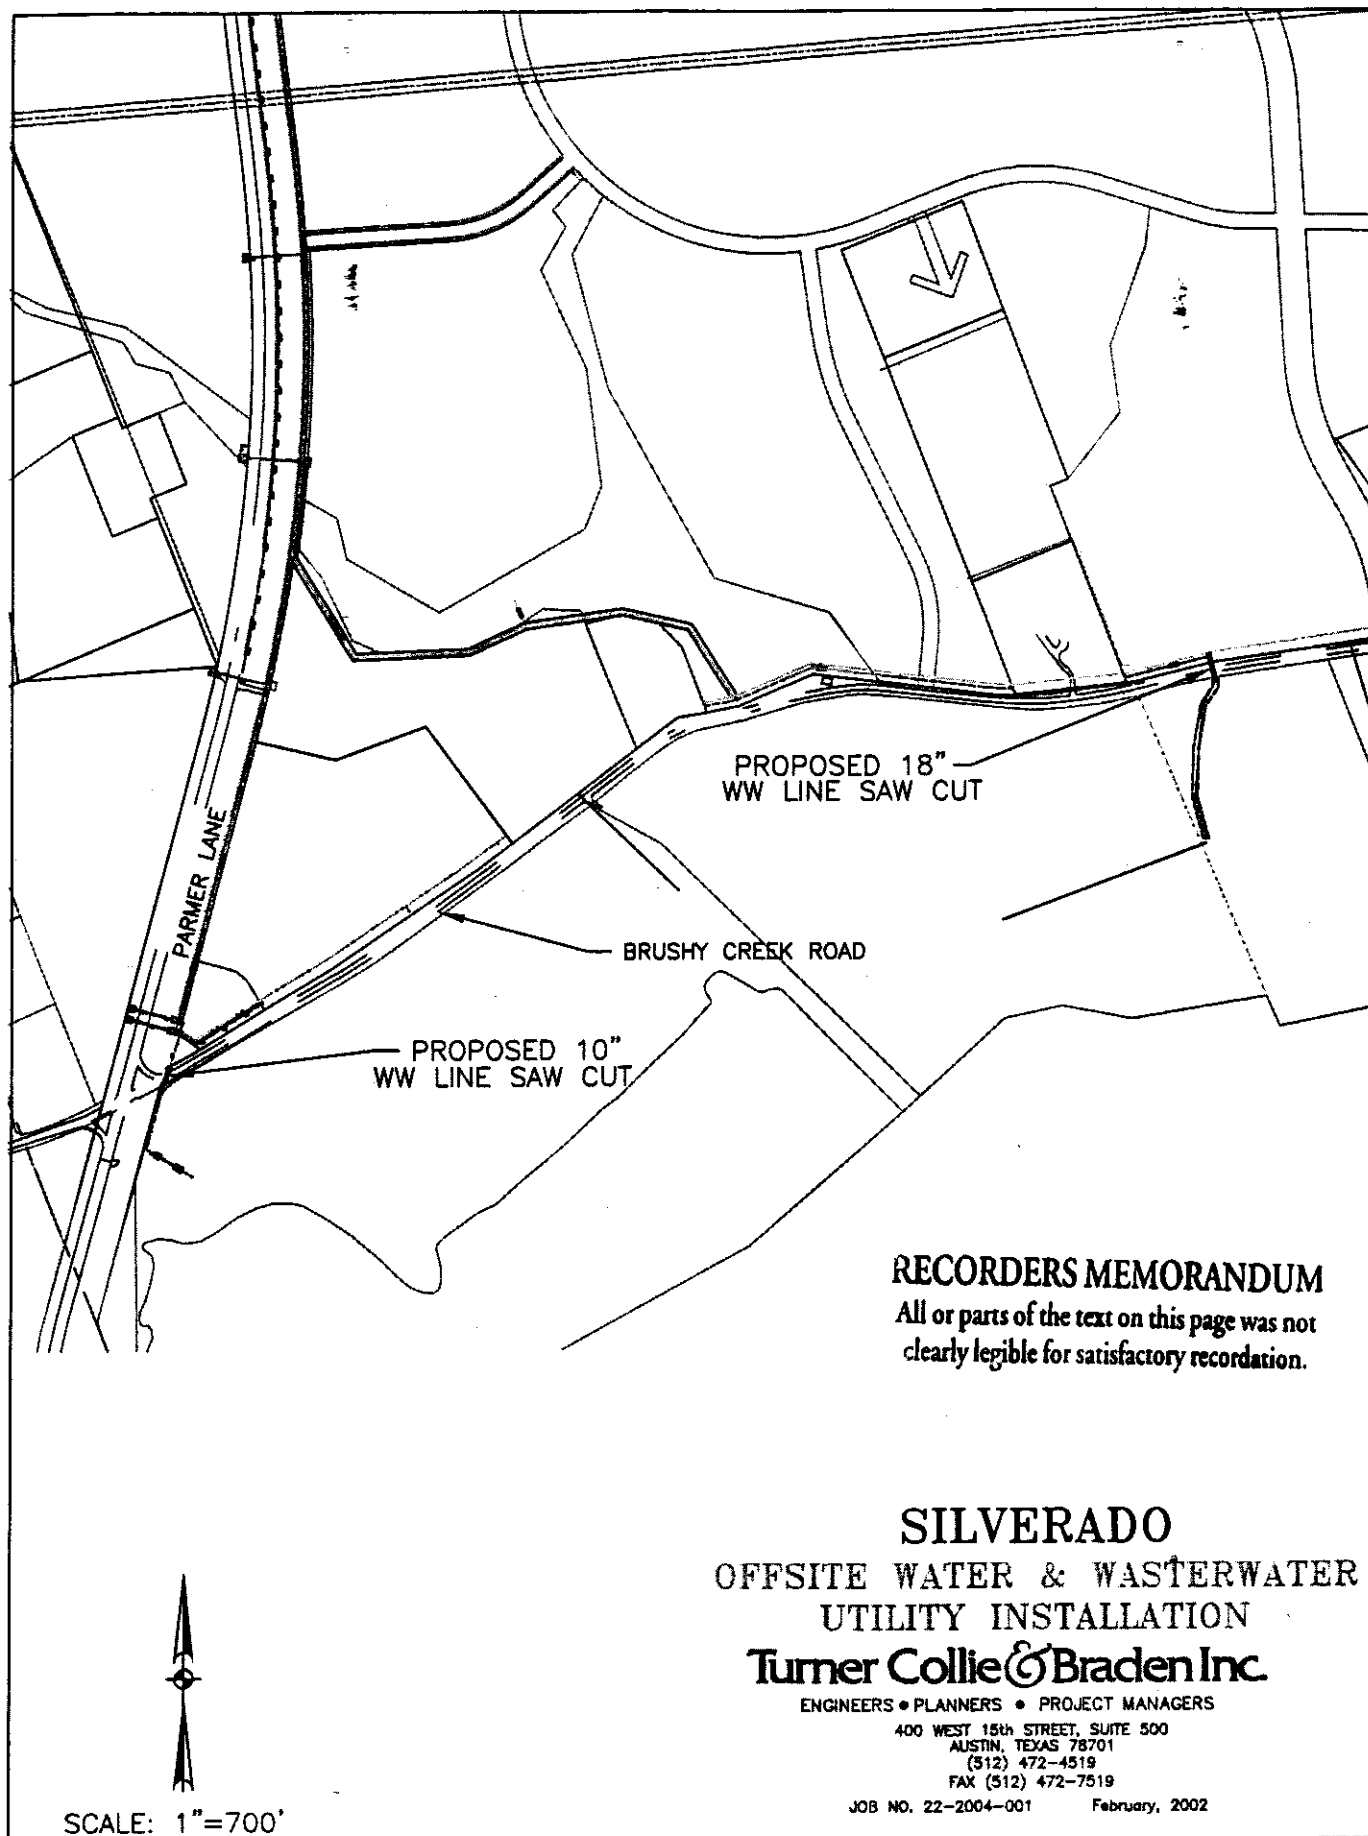 PROPOSED 18"
WW LINE SAW CUT
PARMER LANE
BRUSHY CREEK ROAD
PROPOSED 10"
WW LINE SAW CUT
RECORDERS MEMORANDUM
All or parts of the text on this page was not
clearly legible for satisfactory recordation.
SILVERADO
OFFSITE WATER & WASTERWATER
UTILITY INSTALLATION
Turner Collie & Braden Inc.
ENGINEERS • PLANNERS • PROJECT MANAGERS
400 WEST 15th STREET, SUITE 500
AUSTIN, TEXAS 78701
(512) 472-4519
FAX (512) 472-7519
JOB NO. 22-2004-001 February, 2002
SCALE: 1"=700'